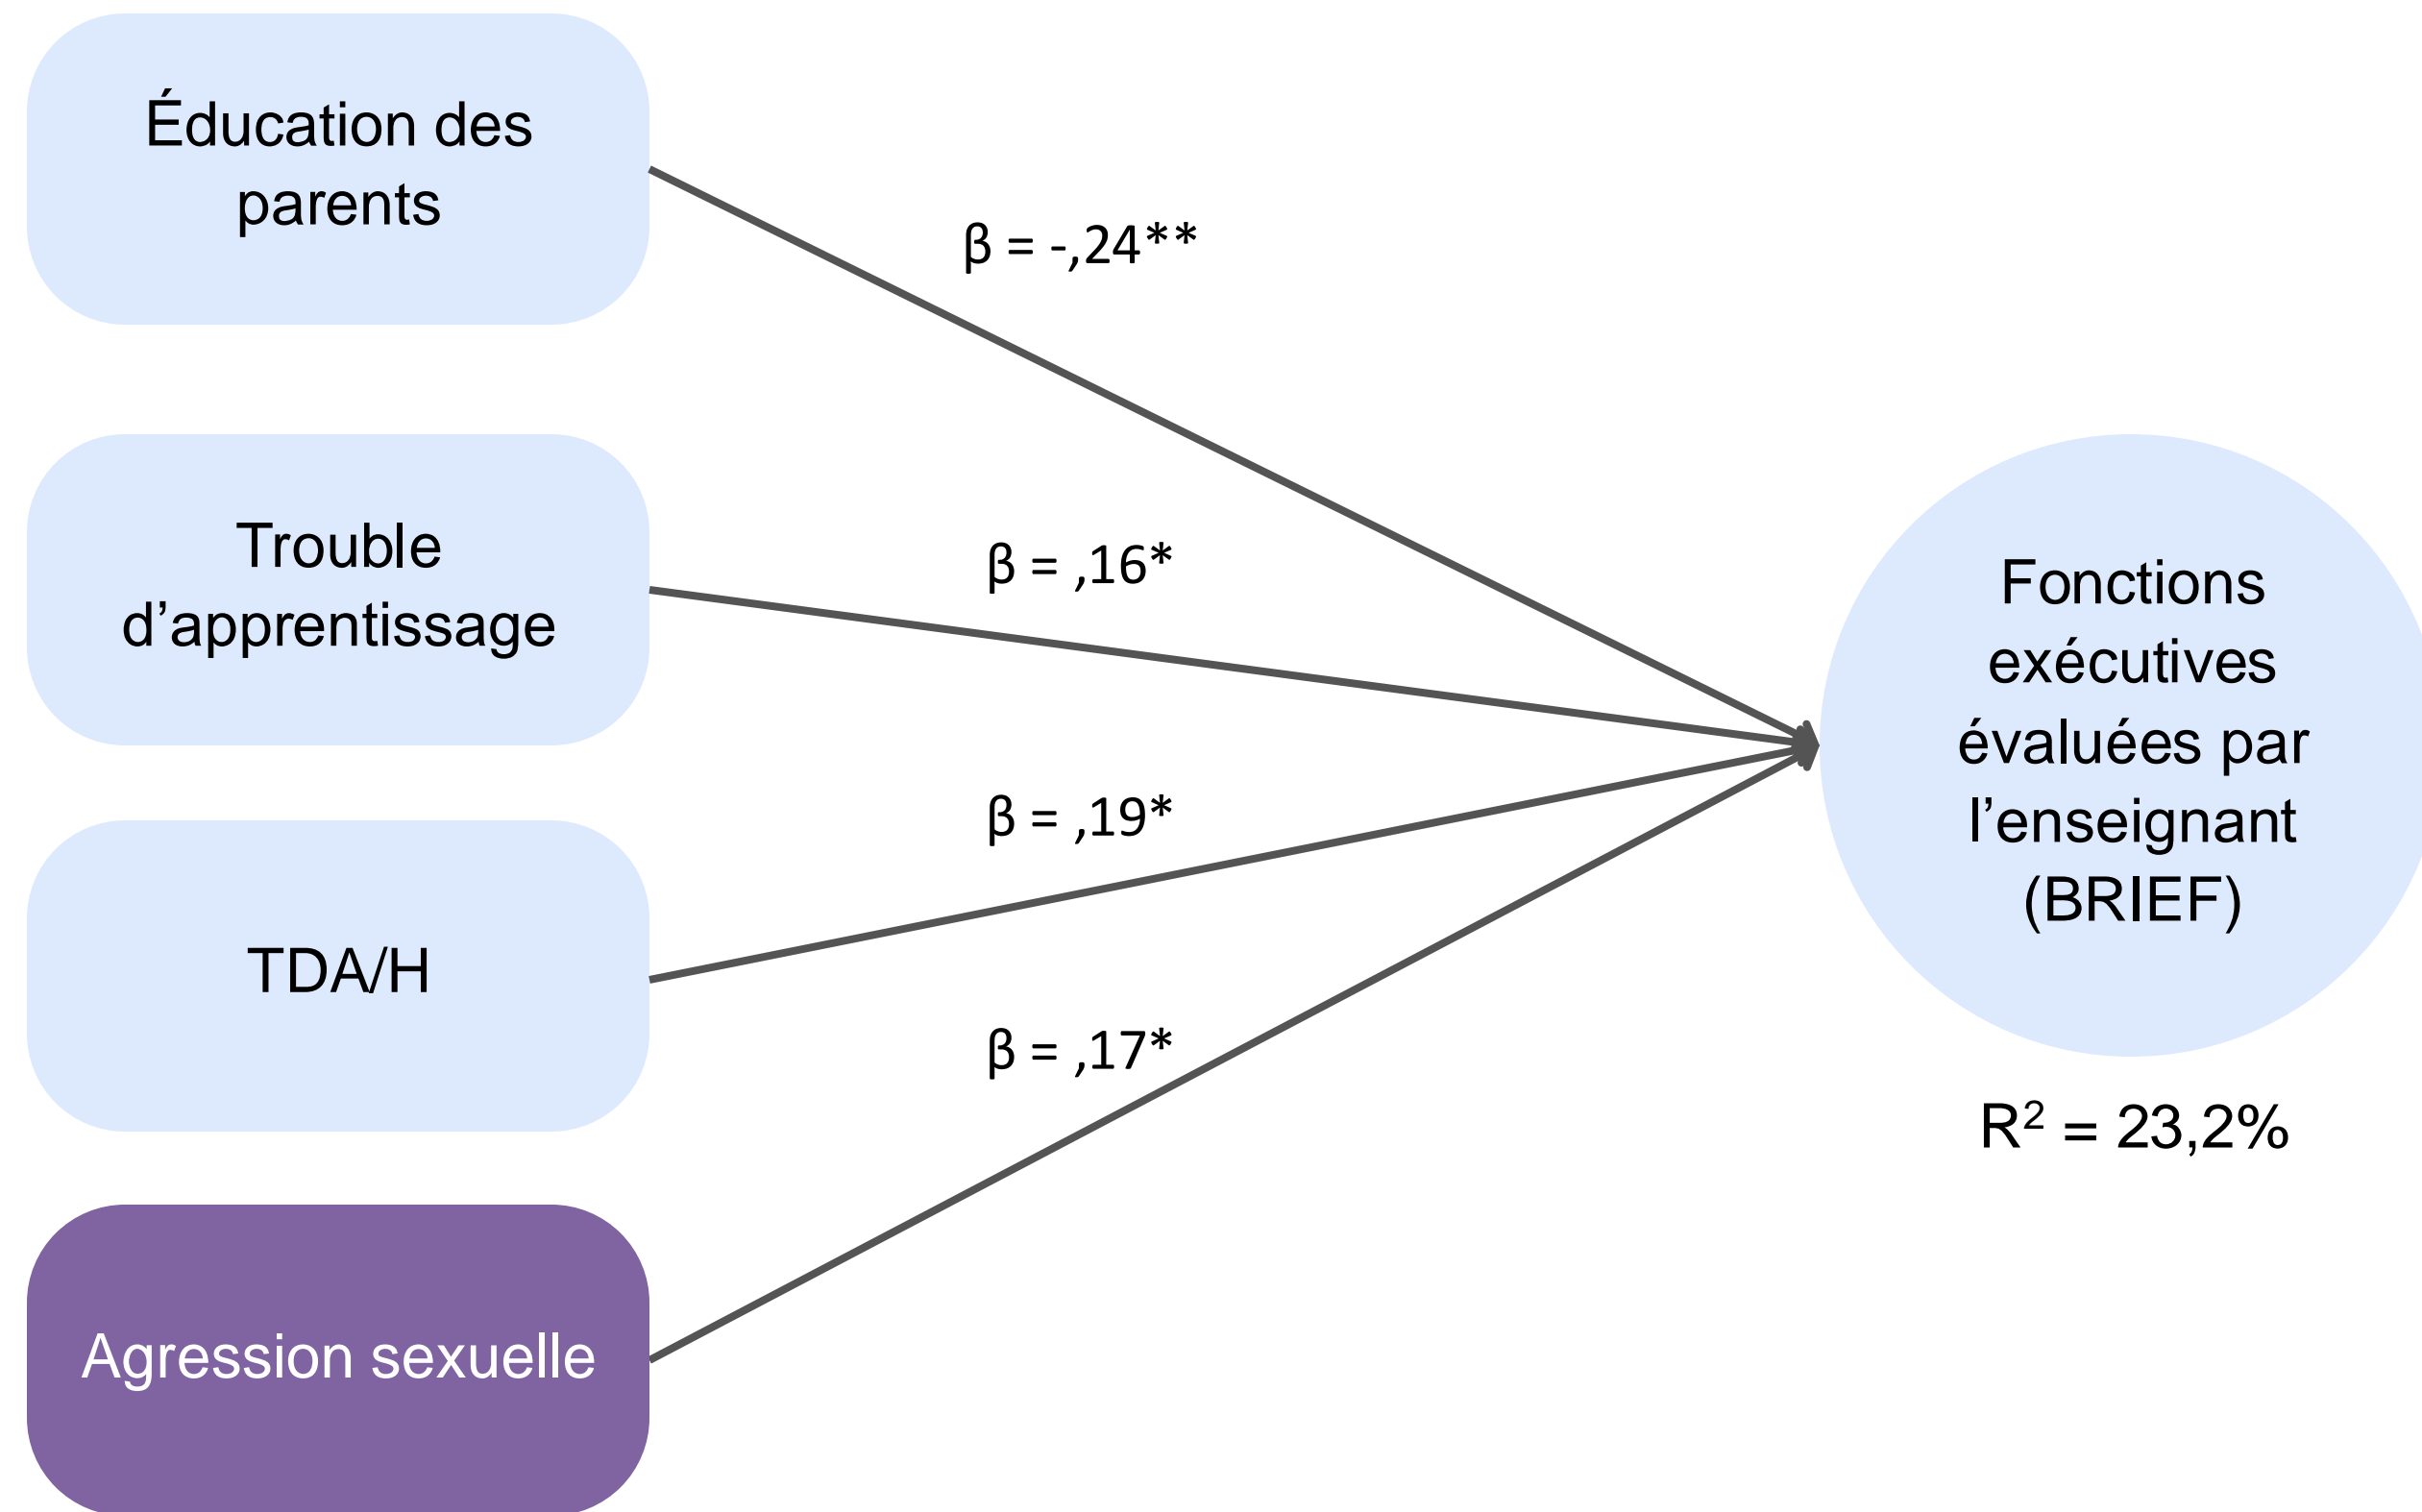 Éducation des
parents
β = -,24**
Trouble
d’apprentissage
β = ,16*
TDA/H
β = ,19*
Agression sexuelle
β = ,17*
Fonctions
exécutives
évaluées par
l’enseignant
(BRIEF)
R² = 23,2%